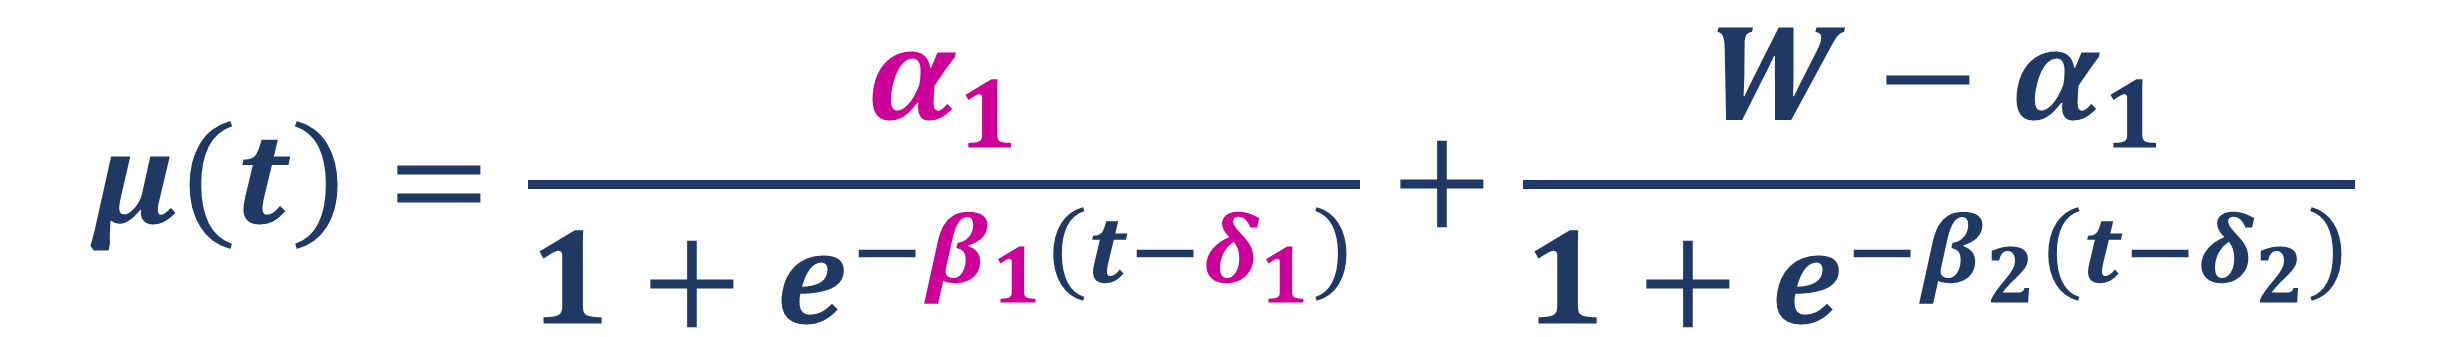 μ(t) = α₁ / (1 + e^(−β₁(t−δ₁))) + (W − α₁) / (1 + e^(−β₂(t−δ₂)))